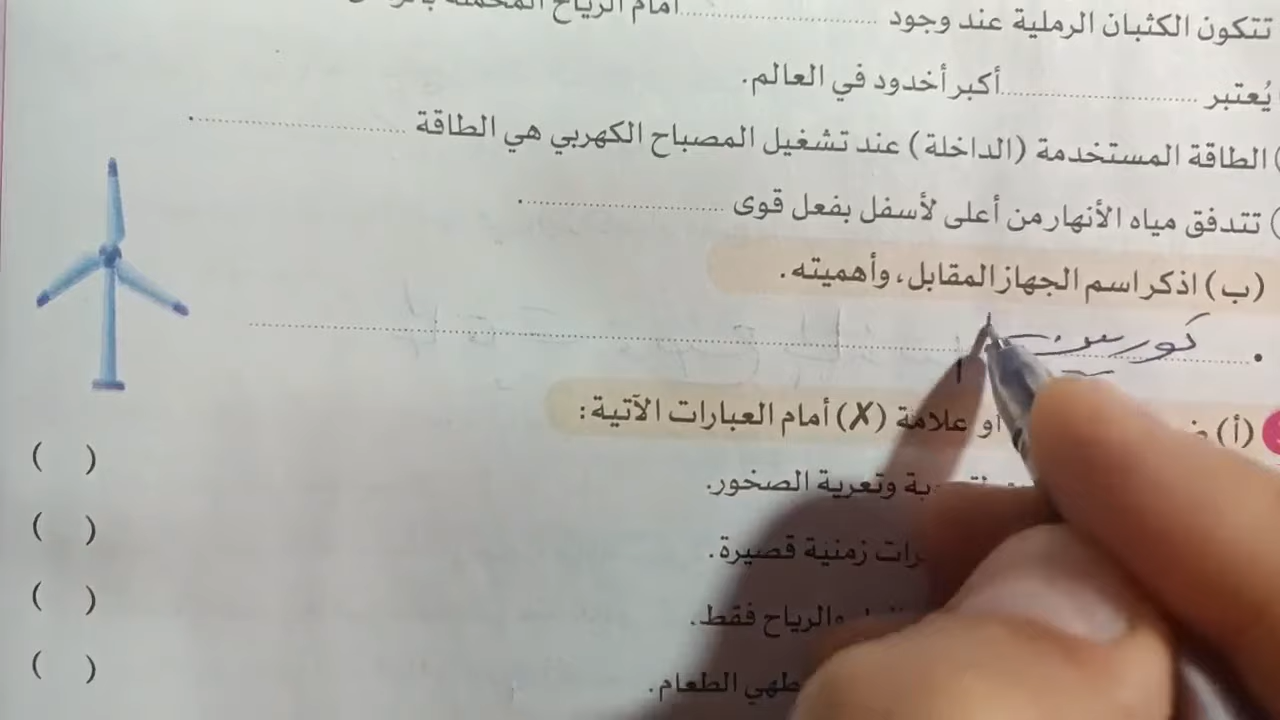 تتكون الكثبان الرملية عند وجود ........................ أمام الرياح المحملة
يُعتبر ........................ أكبر أخدود في العالم.
الطاقة المستخدمة (الداخلة) عند تشغيل المصباح الكهربي هي الطاقة ........................ .
تتدفق مياه الأنهار من أعلى لأسفل بفعل قوى ........................ .
(ب) اذكر اسم الجهاز المقابل، وأهميته.
(أ) أو علامة (✗) أمام العبارات الآتية:
وتعرية الصخور. ( )
زمنية قصيرة. ( )
والرياح فقط. ( )
طهي الطعام. ( )